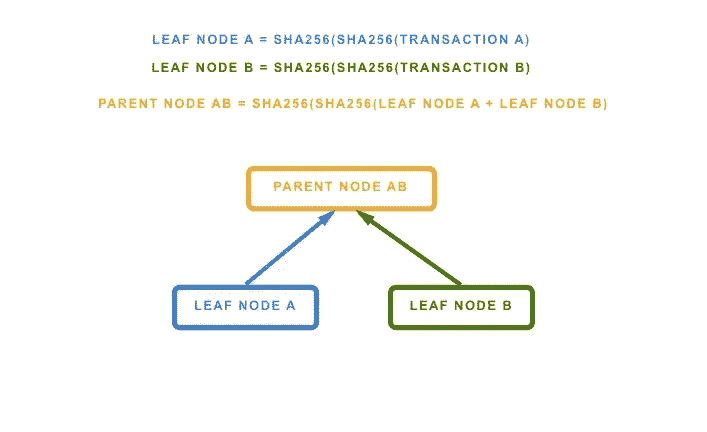 LEAF NODE A = SHA256(SHA256(TRANSACTION A)
LEAF NODE B = SHA256(SHA256(TRANSACTION B)
PARENT NODE AB = SHA256(SHA256(LEAF NODE A + LEAF NODE B)
PARENT NODE AB
LEAF NODE A
LEAF NODE B